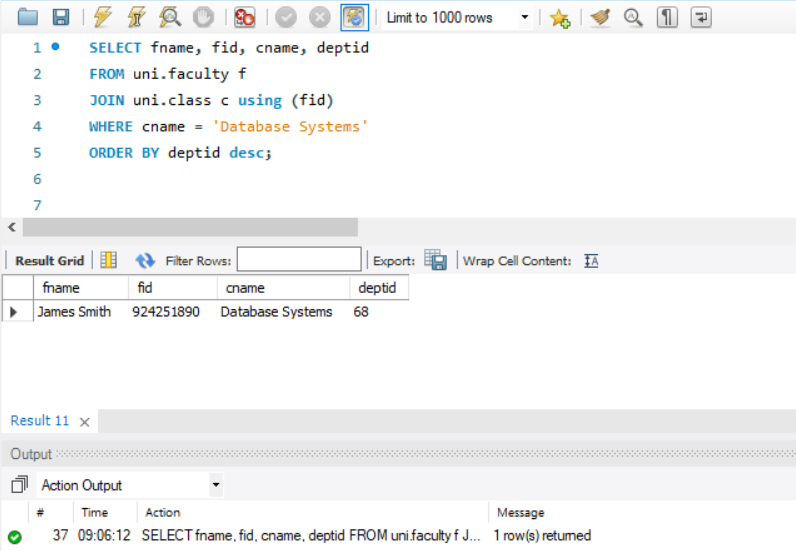 Limit to 1000 rows
1 SELECT fname, fid, cname, deptid
2 FROM uni.faculty f
3 JOIN uni.class c using (fid)
4 WHERE cname = 'Database Systems'
5 ORDER BY deptid desc;
6
7
Result Grid Filter Rows: Export: Wrap Cell Content: IA
fname fid cname deptid
James Smith 924251890 Database Systems 68
Result 11
Output
Action Output
# Time Action Message
37 09:06:12 SELECT fname, fid, cname, deptid FROM uni.faculty f J... 1 row(s) returned